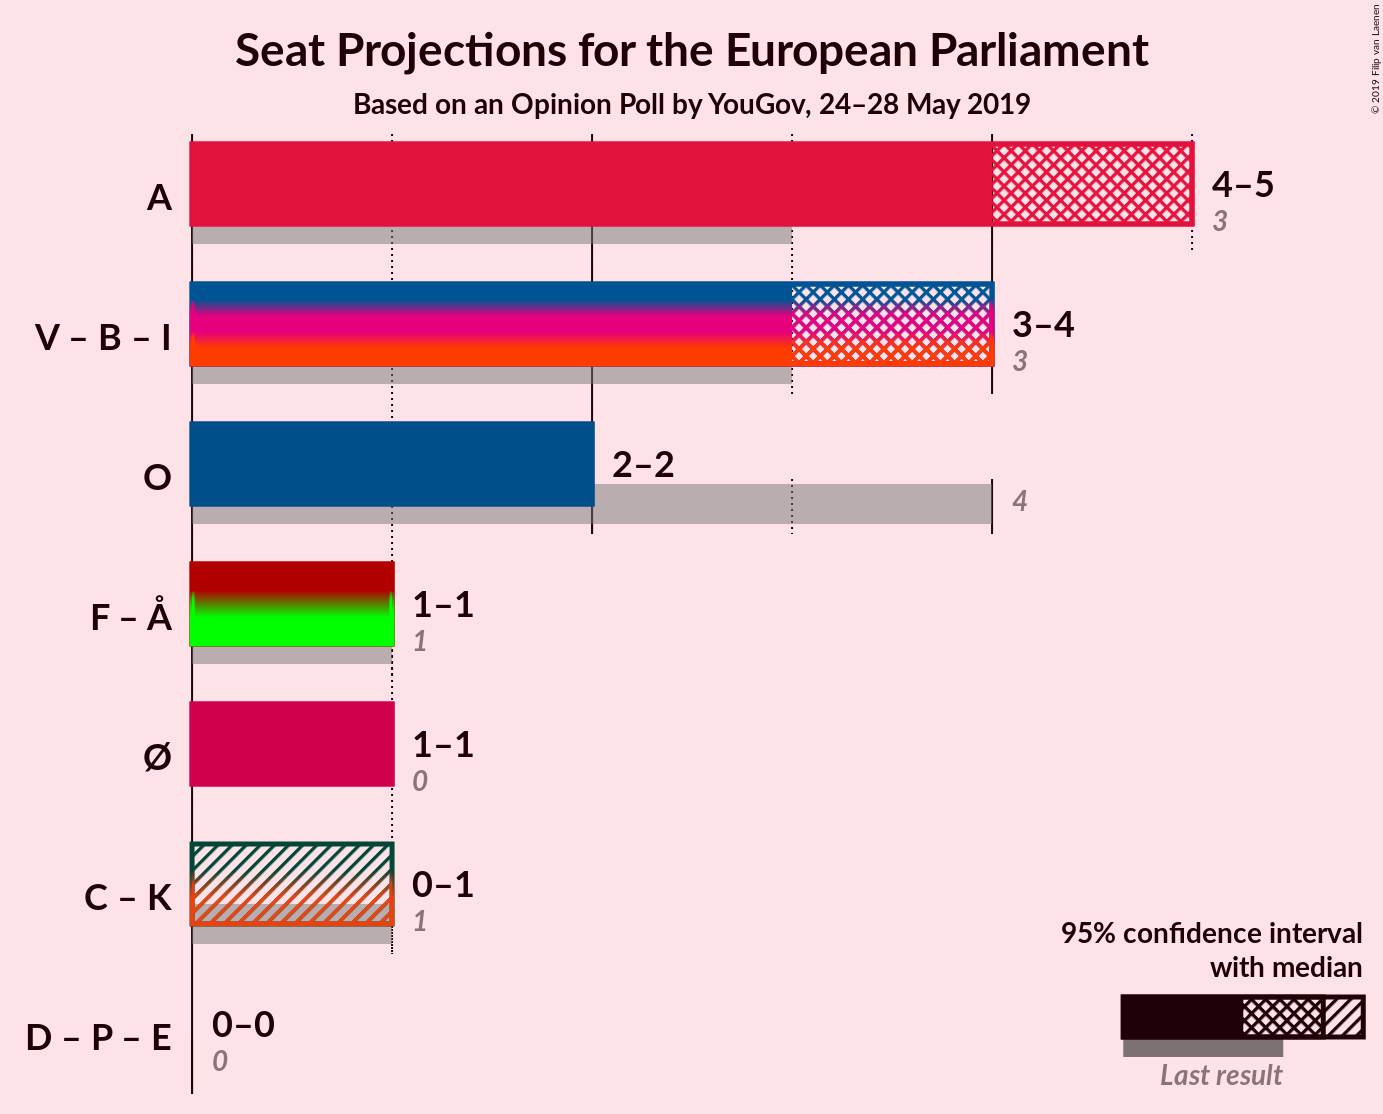 Seat Projections for the European Parliament
Based on an Opinion Poll by YouGov, 24–28 May 2019
© 2019 Filip van Laenen
A
4–5
3
V – B – I
3–4
3
O
2–2
4
F – Å
1–1
1
Ø
1–1
0
C – K
0–1
1
D – P – E
0–0
0
95% confidence interval
with median
Last result